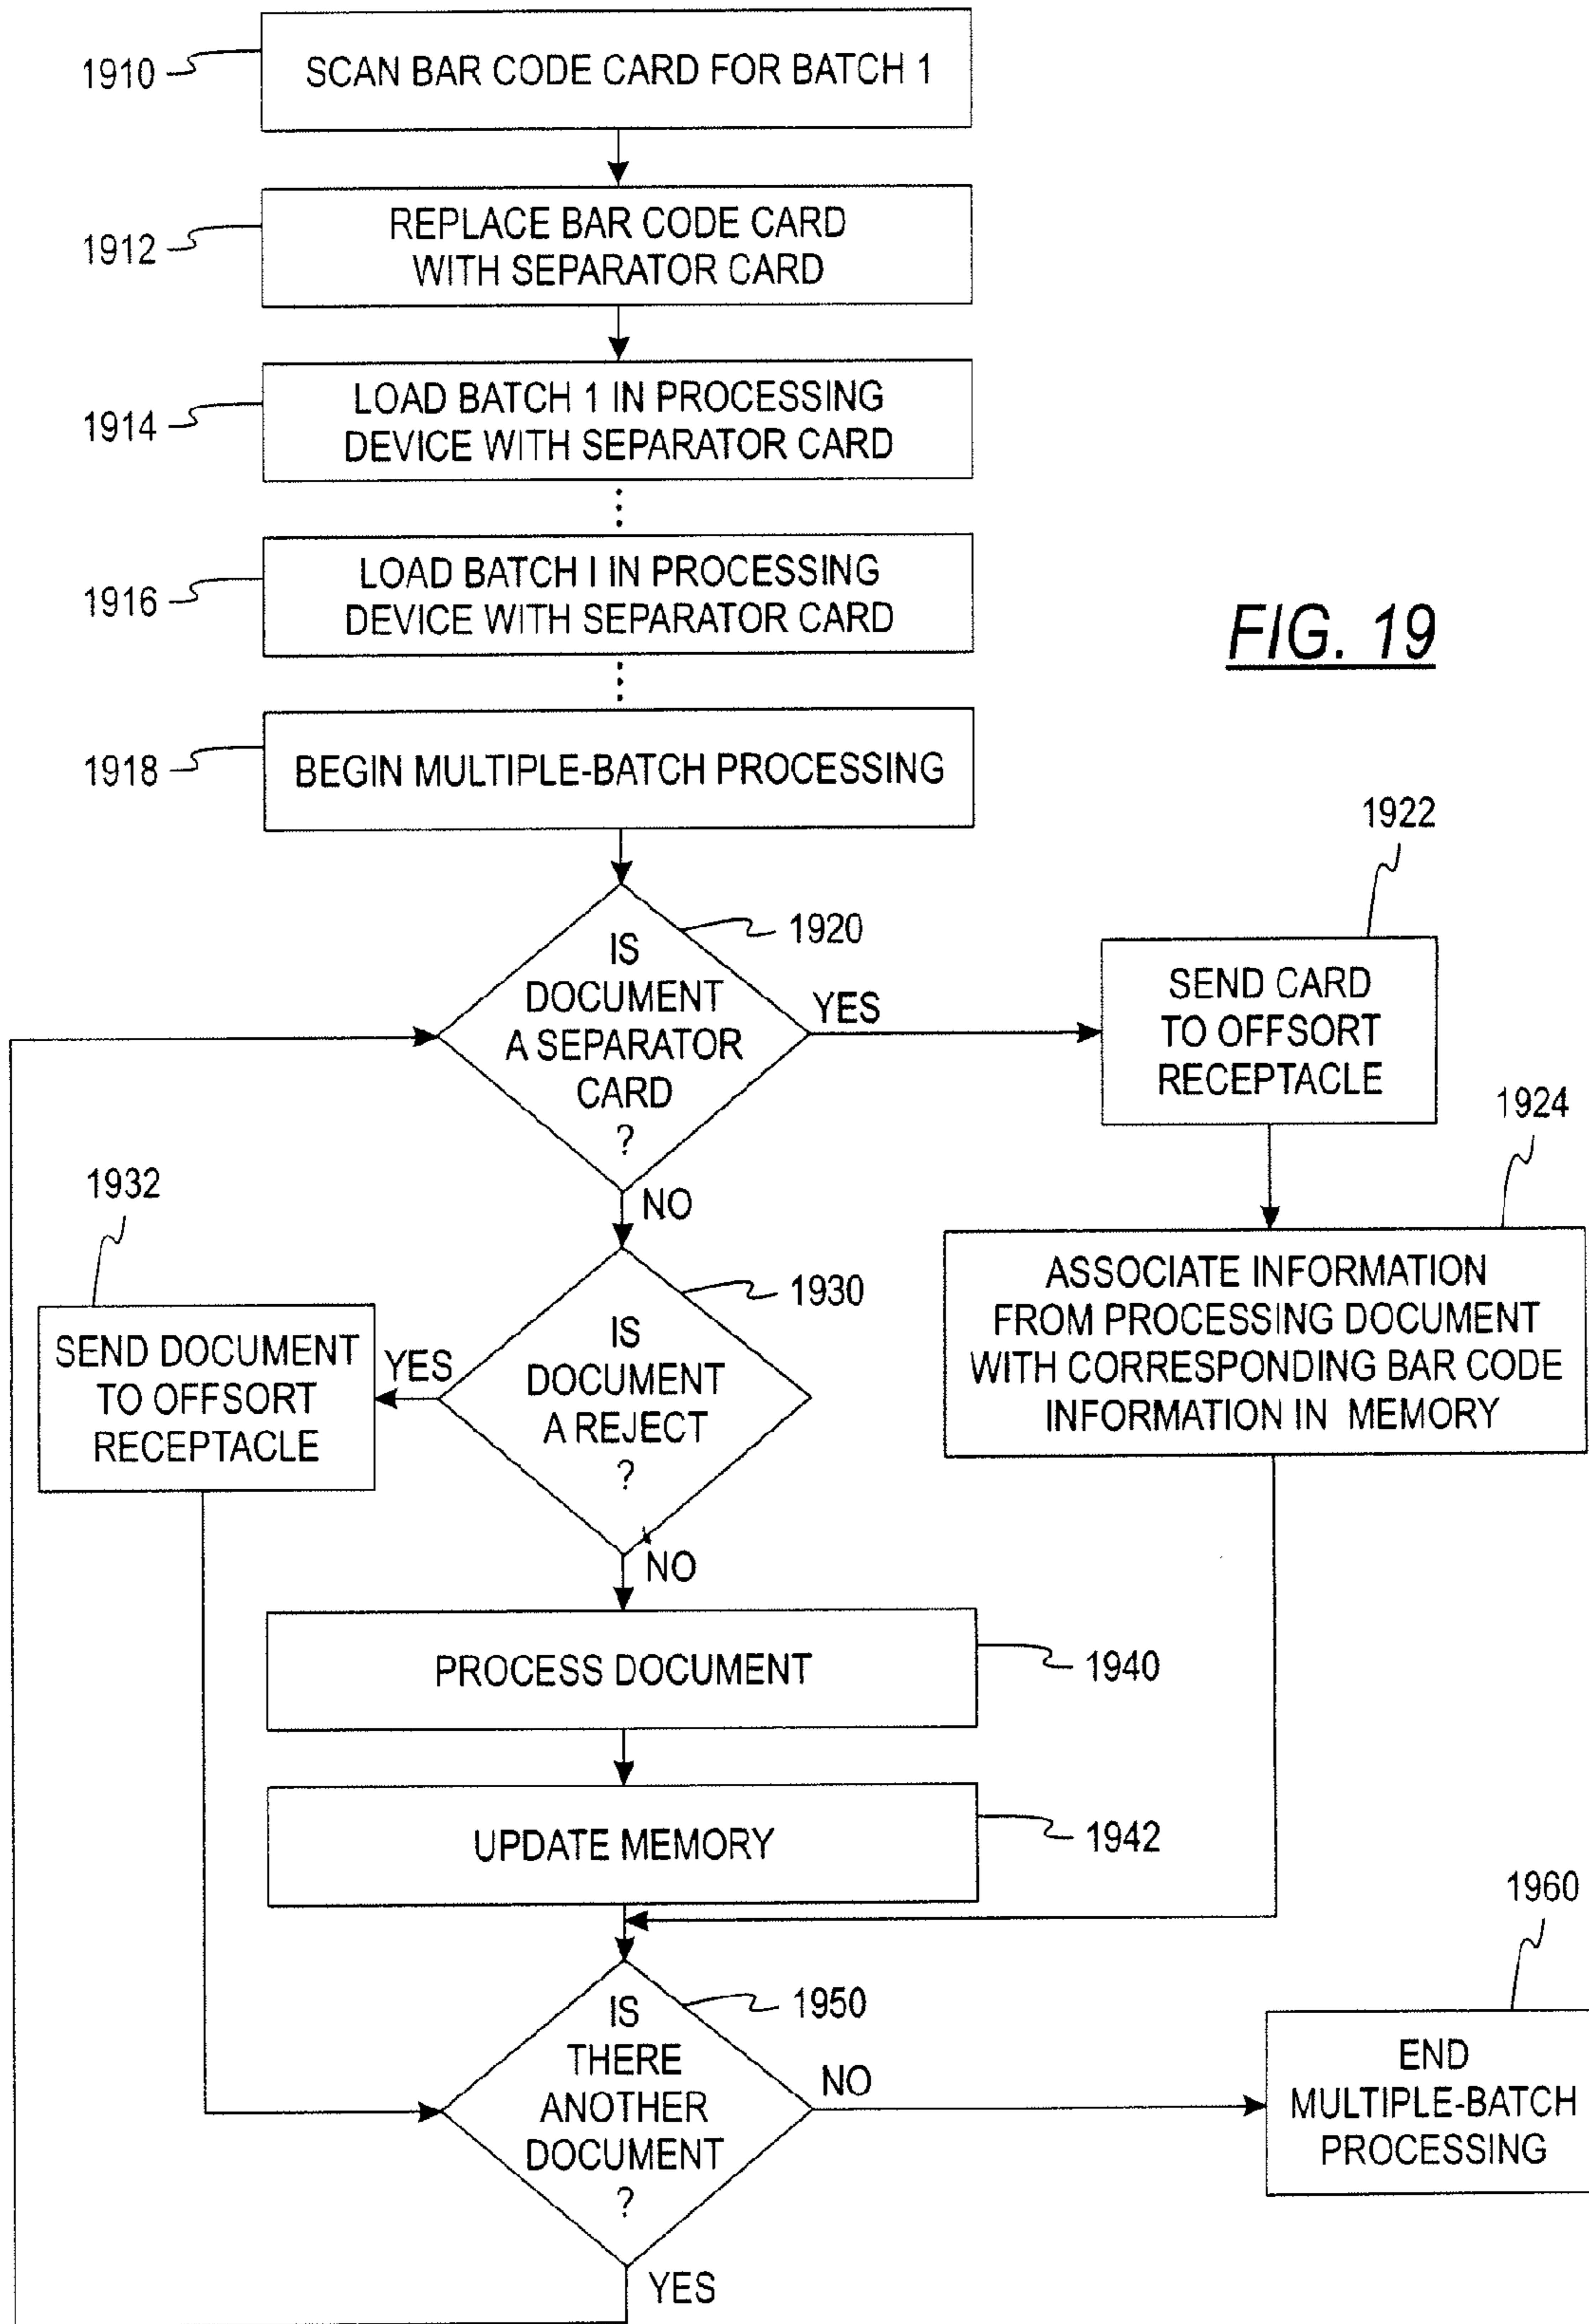 1910
SCAN BAR CODE CARD FOR BATCH 1
1912
REPLACE BAR CODE CARD
WITH SEPARATOR CARD
1914
LOAD BATCH 1 IN PROCESSING
DEVICE WITH SEPARATOR CARD
1916
LOAD BATCH I IN PROCESSING
DEVICE WITH SEPARATOR CARD
FIG. 19
1918
BEGIN MULTIPLE-BATCH PROCESSING
1920
IS
DOCUMENT
A SEPARATOR
CARD
?
YES
1922
SEND CARD
TO OFFSORT
RECEPTACLE
1924
ASSOCIATE INFORMATION
FROM PROCESSING DOCUMENT
WITH CORRESPONDING BAR CODE
INFORMATION IN MEMORY
NO
1930
IS
DOCUMENT
A REJECT
?
YES
1932
SEND DOCUMENT
TO OFFSORT
RECEPTACLE
NO
PROCESS DOCUMENT
1940
UPDATE MEMORY
1942
1950
IS
THERE
ANOTHER
DOCUMENT
?
NO
1960
END
MULTIPLE-BATCH
PROCESSING
YES